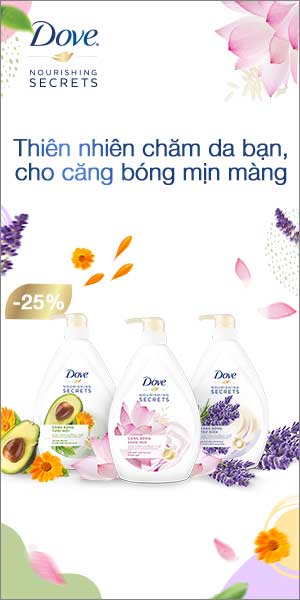 Dove
NOURISHING
SECRETS
Thiên nhiên chăm da bạn,
cho căng bóng mịn màng
-25%
Dove
NOURISHING
SECRETS
Dove
NOURISHING
SECRETS
Dove
NOURISHING
SECRETS